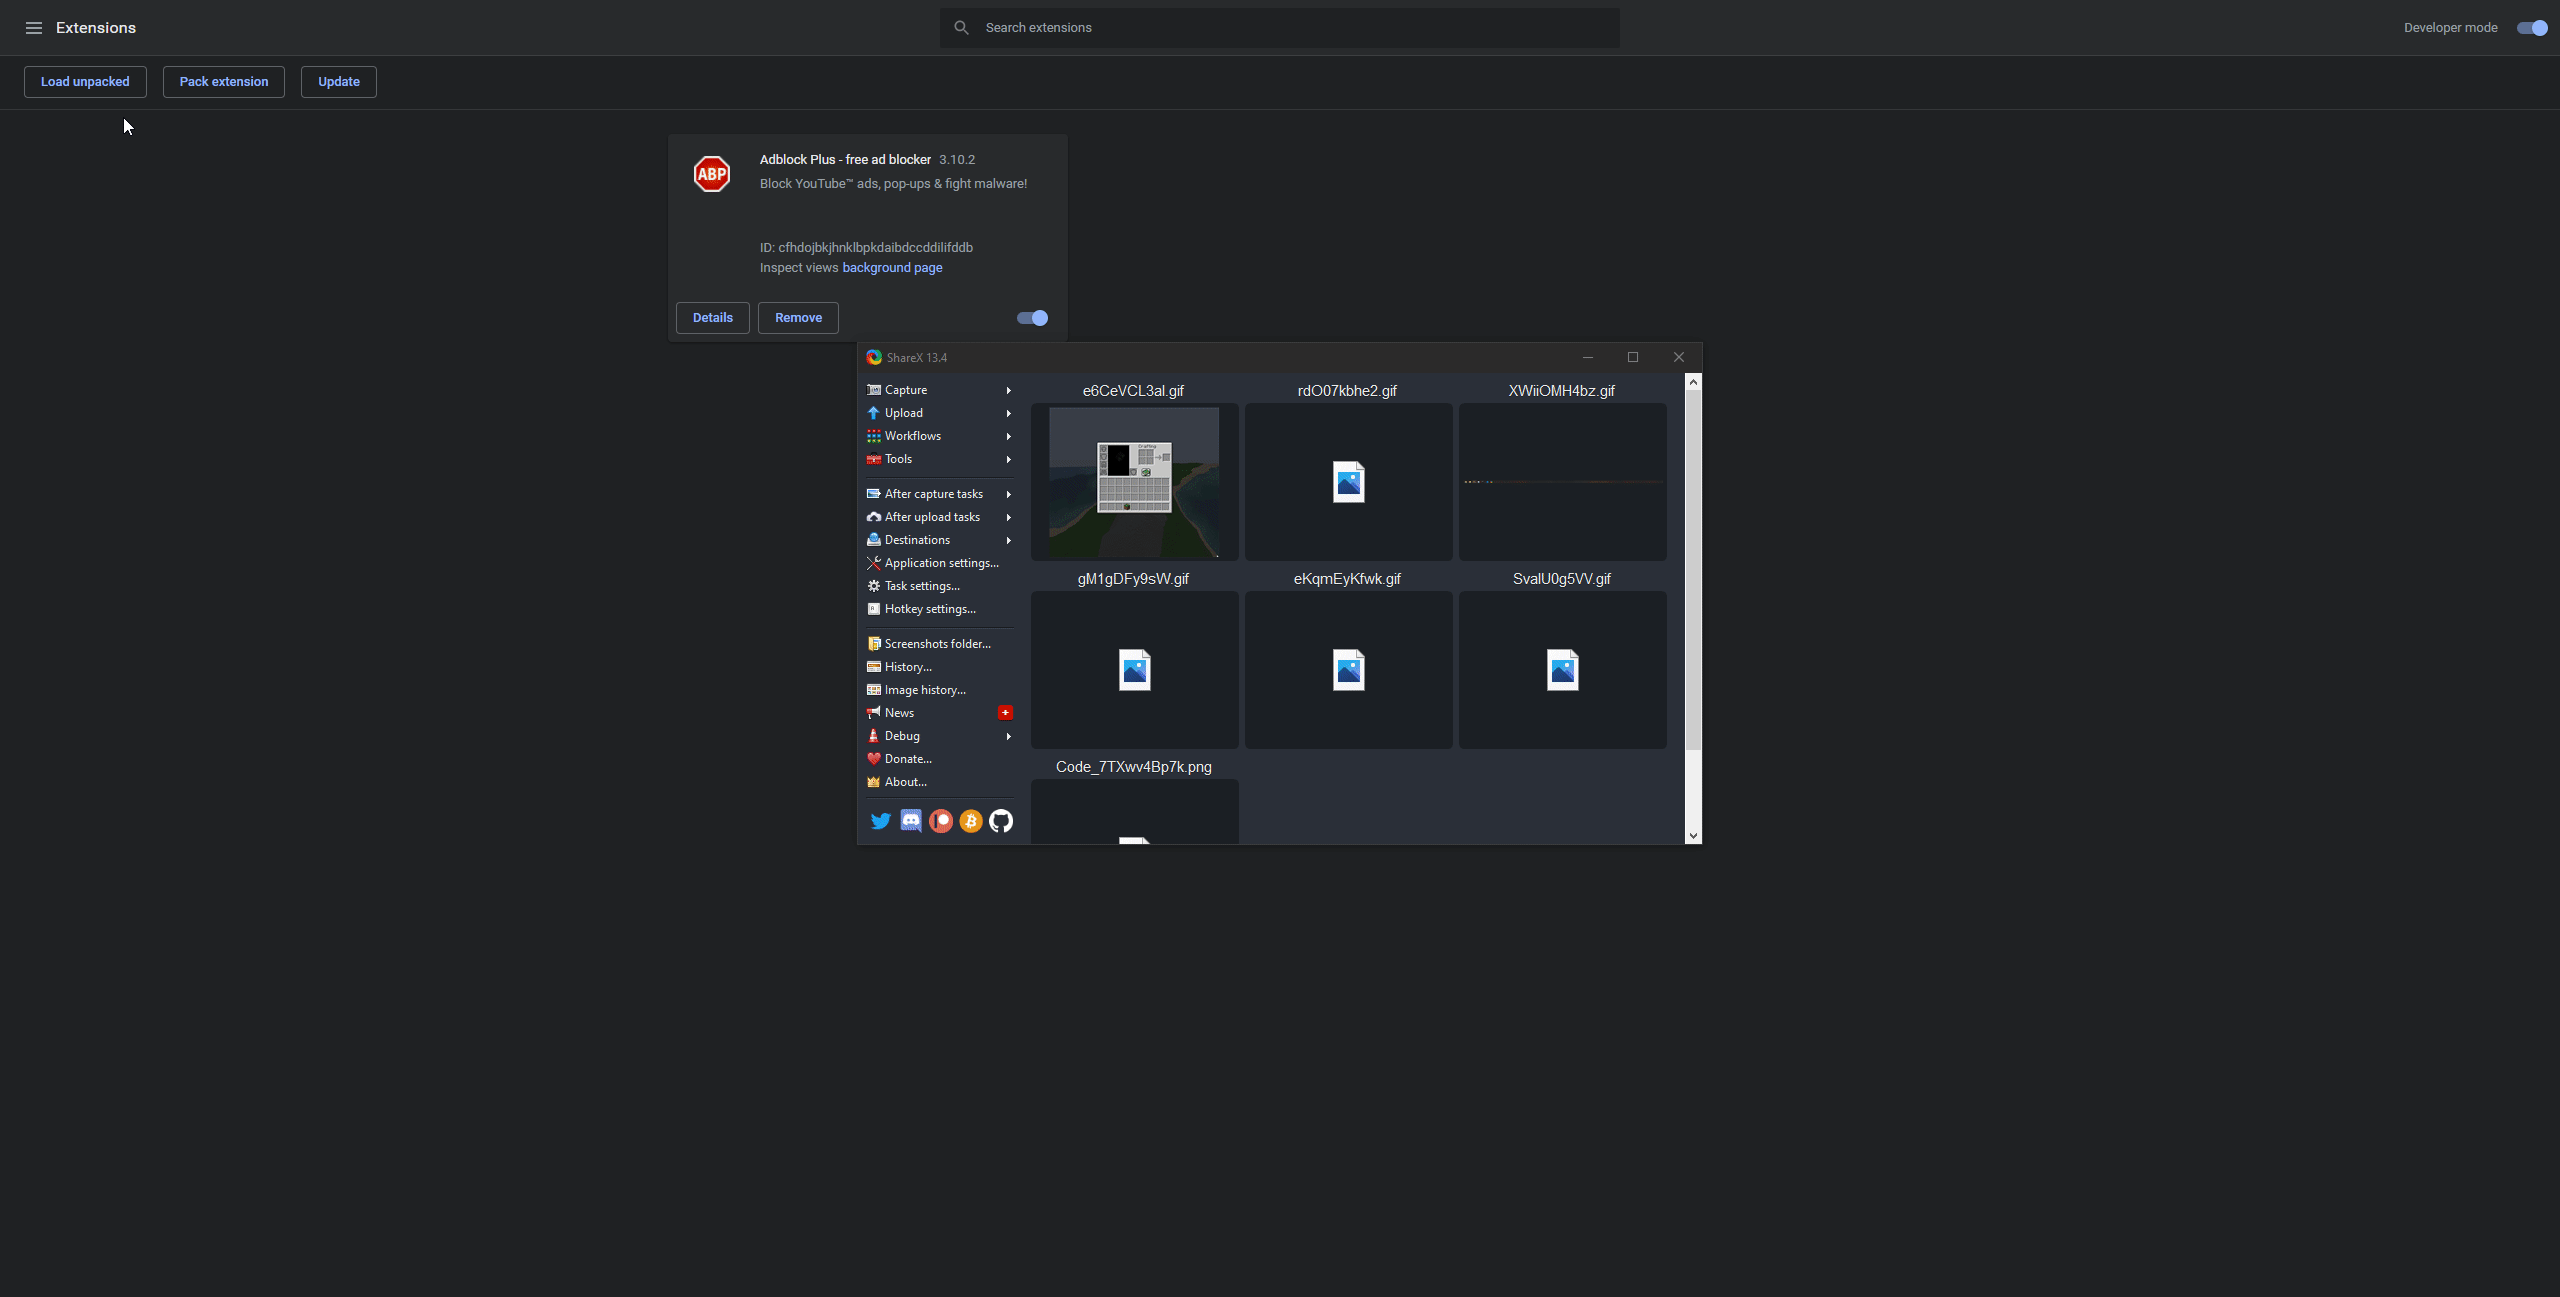 Extensions
Search extensions
Developer mode
Load unpacked
Pack extension
Update
ABP
Adblock Plus - free ad blocker 3.10.2
Block YouTube™ ads, pop-ups & fight malware!
ID: cfhdojbkjhnklbpkdaibdccddilifddb
Inspect views background page
Details
Remove
ShareX 13.4
Capture
Upload
Workflows
Tools
After capture tasks
After upload tasks
Destinations
Application settings...
Task settings...
Hotkey settings...
Screenshots folder...
History...
Image history...
News
Debug
Donate...
About...
e6CeVCL3al.gif
rdO07kbhe2.gif
XWiiOMH4bz.gif
Crafting
gM1gDFy9sW.gif
eKqmEyKfwk.gif
SvalU0g5VV.gif
Code_7TXwv4Bp7k.png